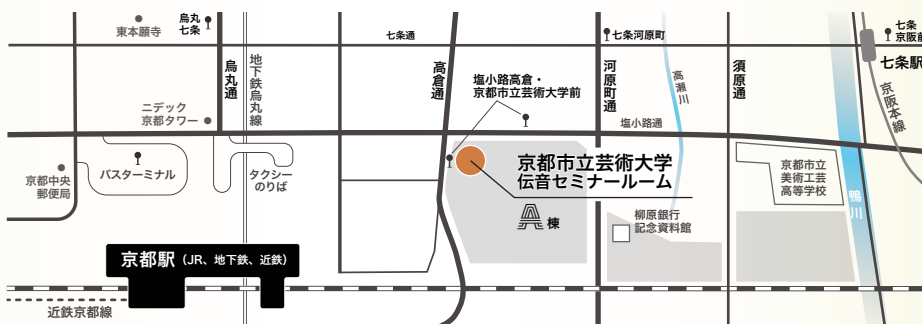 東本願寺
烏丸
七条
七条通
七条河原町
七条
京阪前
七条駅
烏丸通
地下鉄烏丸線
高倉通
塩小路高倉・
京都市立芸術大学前
河原町通
高瀬川
須原通
京阪本線
ニデック
京都タワー
塩小路通
京都中央
郵便局
バスターミナル
タクシー
のりば
京都市立芸術大学
伝音セミナールーム
A棟
柳原銀行
記念資料館
京都市立
美術工芸
高等学校
鴨川
京都駅（JR、地下鉄、近鉄）
近鉄京都線